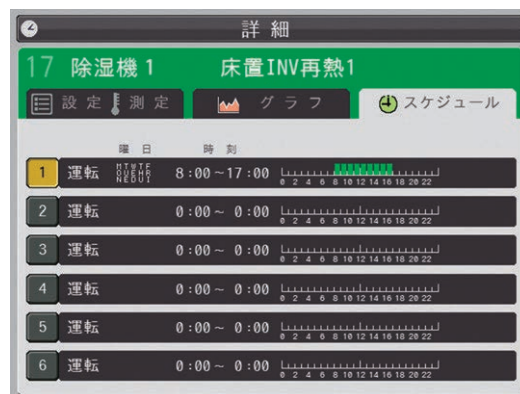 詳細
17 除湿機1 床置INV再熱1
設定 測定 グラフ スケジュール
曜日 時刻
1 運転 MON TUE WED THU FRI 8:00~17:00
0 2 4 6 8 10 12 14 16 18 20 22
2 運転 0:00~ 0:00
0 2 4 6 8 10 12 14 16 18 20 22
3 運転 0:00~ 0:00
0 2 4 6 8 10 12 14 16 18 20 22
4 運転 0:00~ 0:00
0 2 4 6 8 10 12 14 16 18 20 22
5 運転 0:00~ 0:00
0 2 4 6 8 10 12 14 16 18 20 22
6 運転 0:00~ 0:00
0 2 4 6 8 10 12 14 16 18 20 22